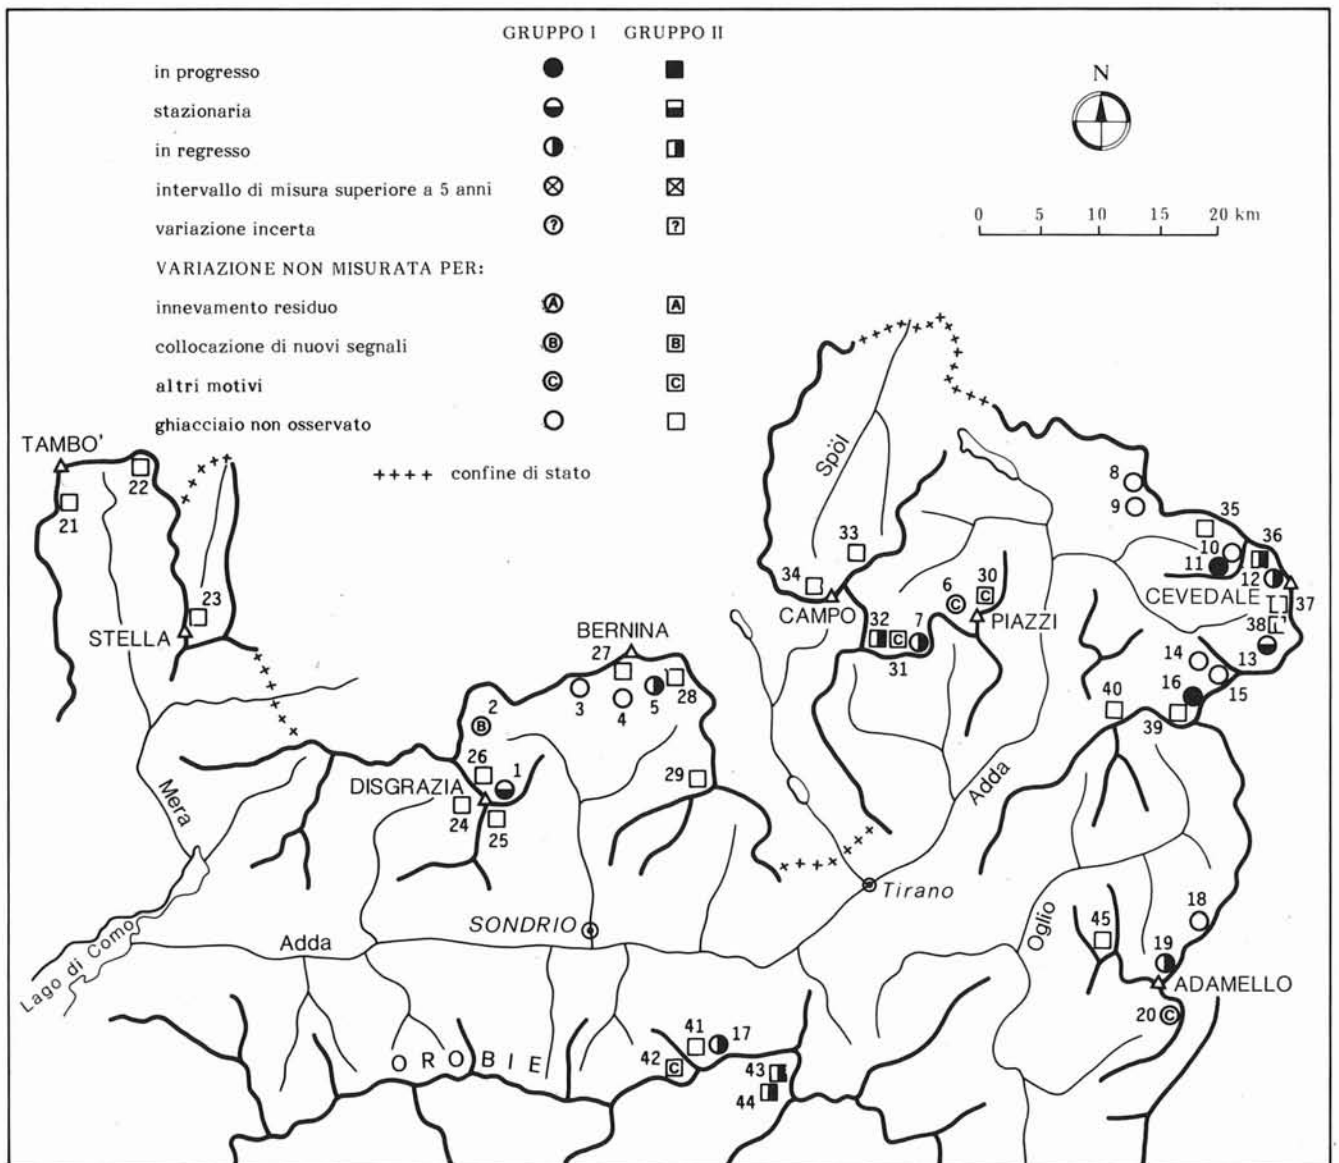 GRUPPO I GRUPPO II
in progresso
stazionaria
in regresso
intervallo di misura superiore a 5 anni
? ?
variazione incerta
VARIAZIONE NON MISURATA PER:
innevamento residuo A A
collocazione di nuovi segnali B B
altri motivi C C
ghiacciaio non osservato
++++ confine di stato
N
0 5 10 15 20 km
TAMBO'
22
21
23
STELLA
Mera
Lago di Como
Adda
SONDRIO
DISGRAZIA
26
1
24
25
2
B
BERNINA
27
3
4
5
28
29
Spöl
33
34
CAMPO
32
31
C
7
6
C
30
C
PIAZZI
8
9
35
10
11
36
12
CEVEDALE
37
38
13
14
15
16
39
40
Adda
Tirano
Oglio
45
18
19
ADAMELLO
20
C
OROBIE
42
C
41
17
43
44